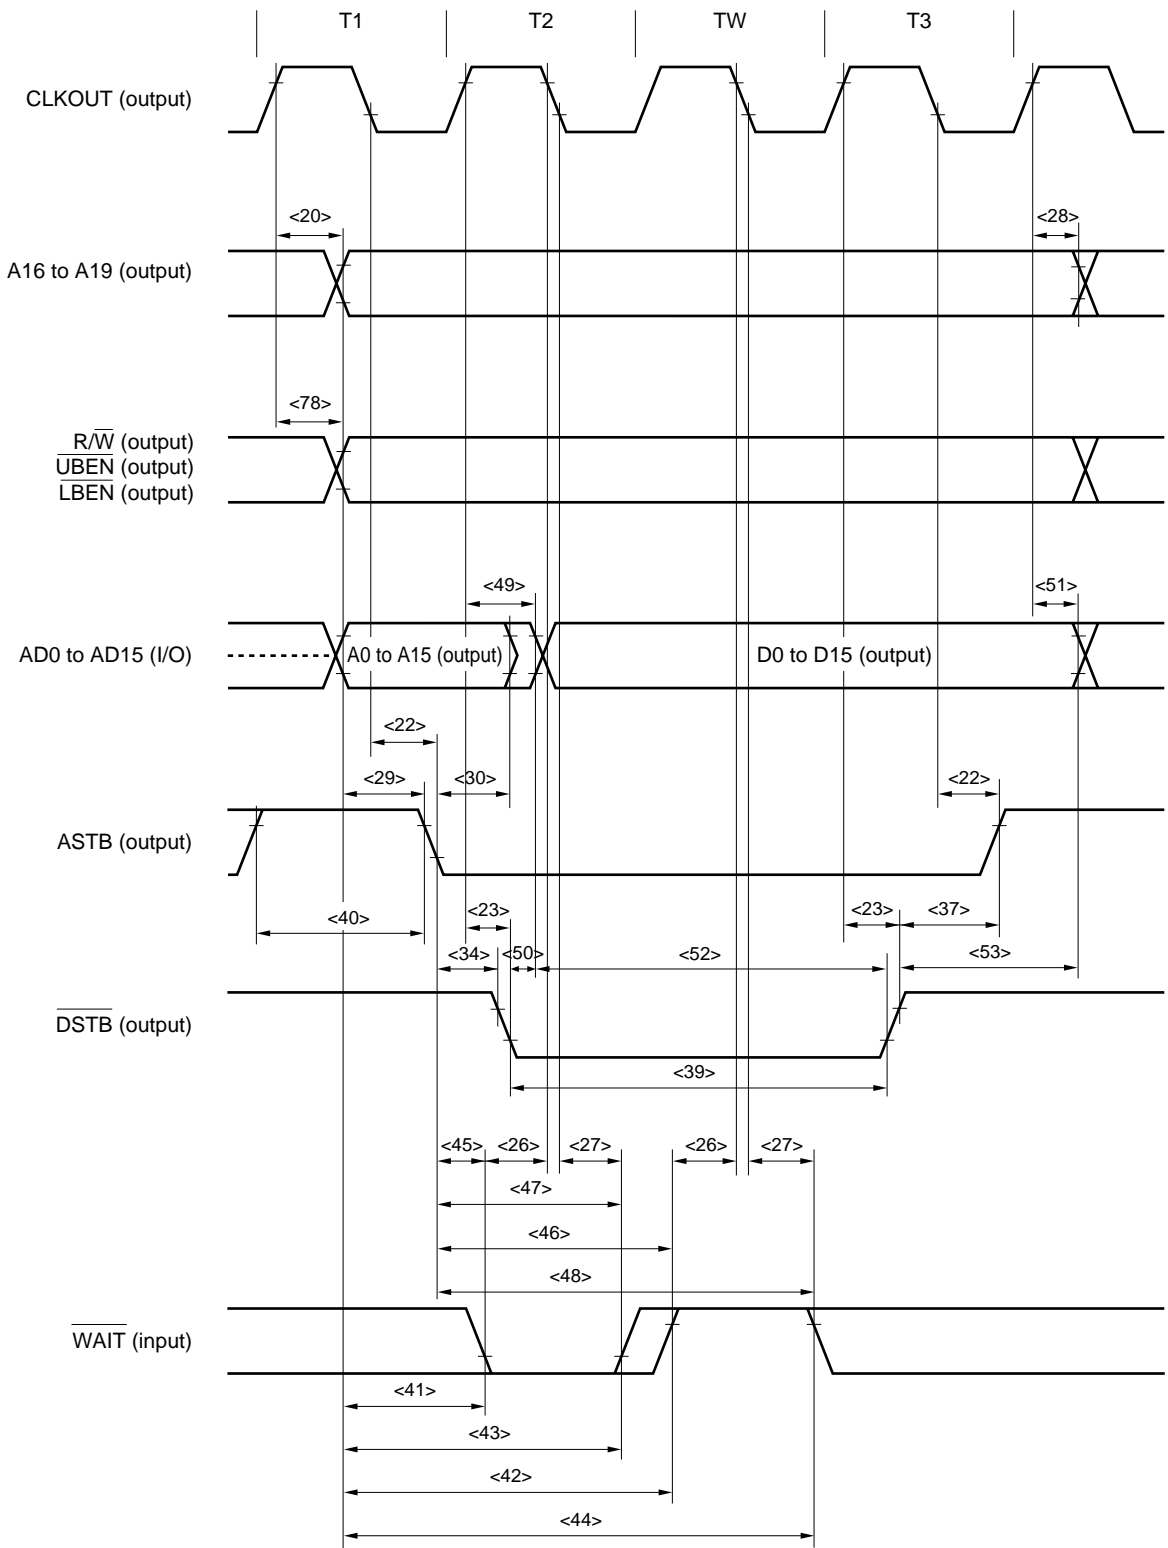 T1 T2 TW T3
CLKOUT (output)
<20> <28>
A16 to A19 (output)
<78>
R/W (output)
UBEN (output)
LBEN (output)
<49> <51>
AD0 to AD15 (I/O) A0 to A15 (output) D0 to D15 (output)
<22>
<29> <30> <22>
ASTB (output)
<40> <23> <23> <37>
<34> <50> <52> <53>
DSTB (output)
<39>
<45> <26> <27> <26> <27>
<47>
<46>
<48>
WAIT (input)
<41>
<43>
<42>
<44>